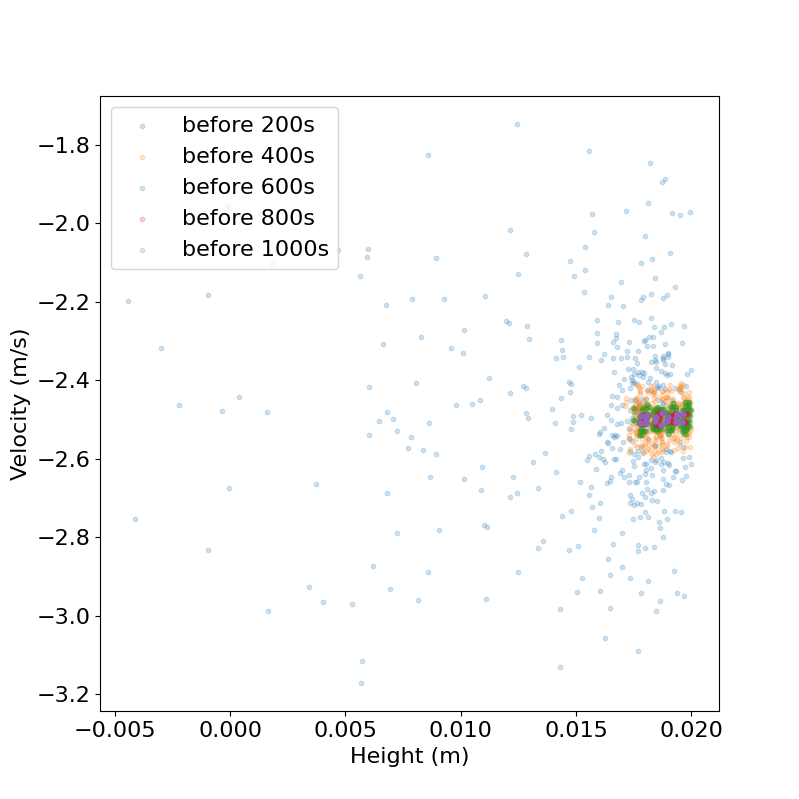 before 200s
before 400s
before 600s
before 800s
before 1000s
−1.8
−2.0
−2.2
−2.4
−2.6
−2.8
−3.0
−3.2
Velocity (m/s)
−0.005 0.000 0.005 0.010 0.015 0.020
Height (m)